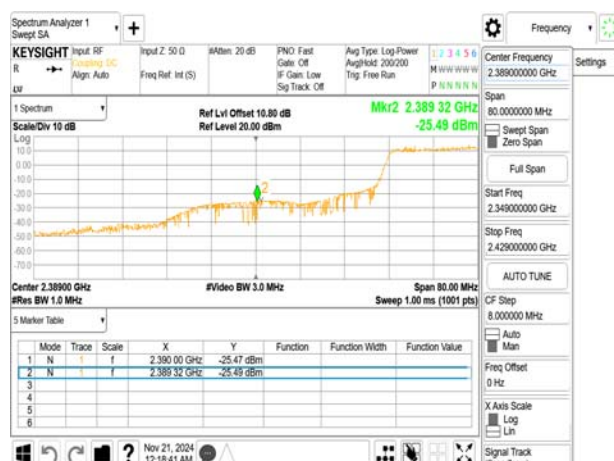 Spectrum Analyzer 1
Swept SA
Frequency
KEYSIGHT
Input: RF
Coupling: DC
Align: Auto
Input Z: 50 Ω
Freq Ref: Int (S)
#Atten: 20 dB
PNO: Fast
Gate: Off
IF Gain: Low
Sig Track: Off
Avg Type: Log-Power
Avg|Hold: 200/200
Trig: Free Run
1 2 3 4 5 6
M W W W W W
P N N N N N
R
Center Frequency
2.389000000 GHz
Settings
Span
80.0000000 MHz
Swept Span
Zero Span
Full Span
Start Freq
2.349000000 GHz
Stop Freq
2.429000000 GHz
AUTO TUNE
CF Step
8.000000 MHz
Auto
Man
Freq Offset
0 Hz
X Axis Scale
Log
Lin
Signal Track
1 Spectrum
Scale/Div 10 dB
Ref Lvl Offset 10.80 dB
Ref Level 20.00 dBm
Mkr2 2.389 32 GHz
-25.49 dBm
Log
10.0
0.00
-10.0
-20.0
-30.0
-40.0
-50.0
-60.0
-70.0
2
Center 2.38900 GHz
#Res BW 1.0 MHz
#Video BW 3.0 MHz
Span 80.00 MHz
Sweep 1.00 ms (1001 pts)
5 Marker Table
Mode Trace Scale X Y Function Function Width Function Value
1 N 1 f 2.390 00 GHz -25.47 dBm
2 N 1 f 2.389 32 GHz -25.49 dBm
3
4
5
6
?
Nov 21, 2024
12:18:41 AM